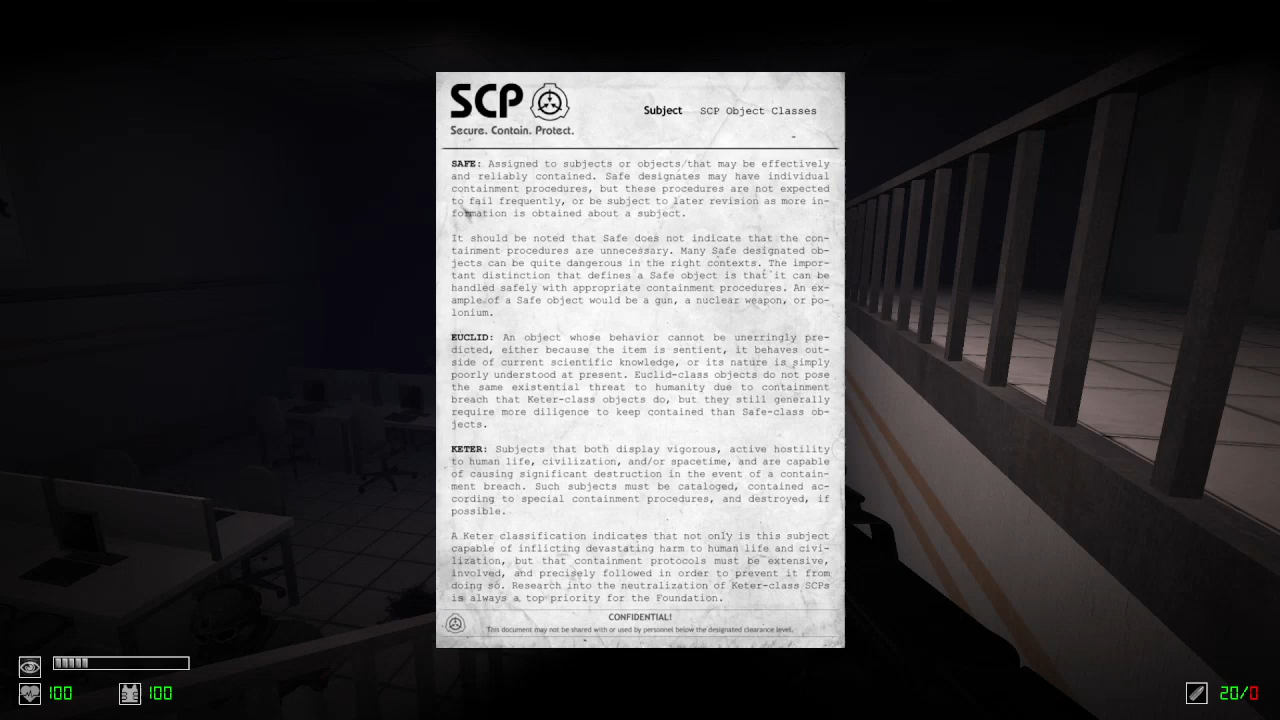 SCP
Secure. Contain. Protect.
Subject SCP Object Classes
SAFE: Assigned to subjects or objects that may be effectively
and reliably contained. Safe designates may have individual
containment procedures, but these procedures are not expected
to fail frequently, or be subject to later revision as more in-
formation is obtained about a subject.
It should be noted that Safe does not indicate that the con-
tainment procedures are unnecessary. Many Safe designated ob-
jects can be quite dangerous in the right contexts. The impor-
tant distinction that defines a Safe object is that it can be
handled safely with appropriate containment procedures. An ex-
ample of a Safe object would be a gun, a nuclear weapon, or po-
lonium.
EUCLID: An object whose behavior cannot be unerringly pre-
dicted, either because the item is sentient, it behaves out-
side of current scientific knowledge, or its nature is simply
poorly understood at present. Euclid-class objects do not pose
the same existential threat to humanity due to containment
breach that Keter-class objects do, but they still generally
require more diligence to keep contained than Safe-class ob-
jects.
KETER: Subjects that both display vigorous, active hostility
to human life, civilization, and/or spacetime, and are capable
of causing significant destruction in the event of a contain-
ment breach. Such subjects must be cataloged, contained ac-
cording to special containment procedures, and destroyed, if
possible.
A Keter classification indicates that not only is this subject
capable of inflicting devastating harm to human life and civi-
lization, but that containment protocols must be extensive,
involved, and precisely followed in order to prevent it from
doing so. Research into the neutralization of Keter-class SCPs
is always a top priority for the Foundation.
CONFIDENTIAL!
This document may not be shared with or used by personnel below the designated clearance level.
100 100 20/0